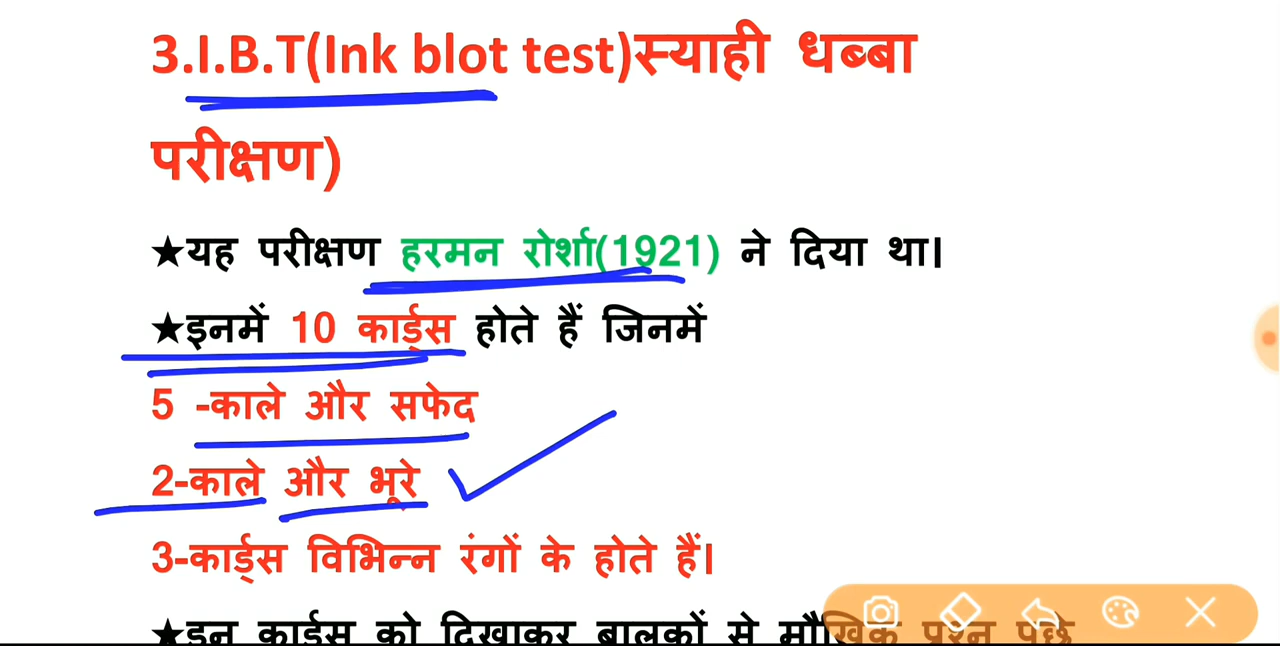 3.I.B.T(Ink blot test)स्याही धब्बा
परीक्षण)
★यह परीक्षण हरमन रोर्शा(1921) ने दिया था।
★इनमें 10 कार्ड्स होते हैं जिनमें
5 -काले और सफेद
2-काले और भूरे
3-कार्ड्स विभिन्न रंगों के होते हैं।
★इन कार्ड्स को दिखाकर बालकों से मौखिक प्रश्न पूछे